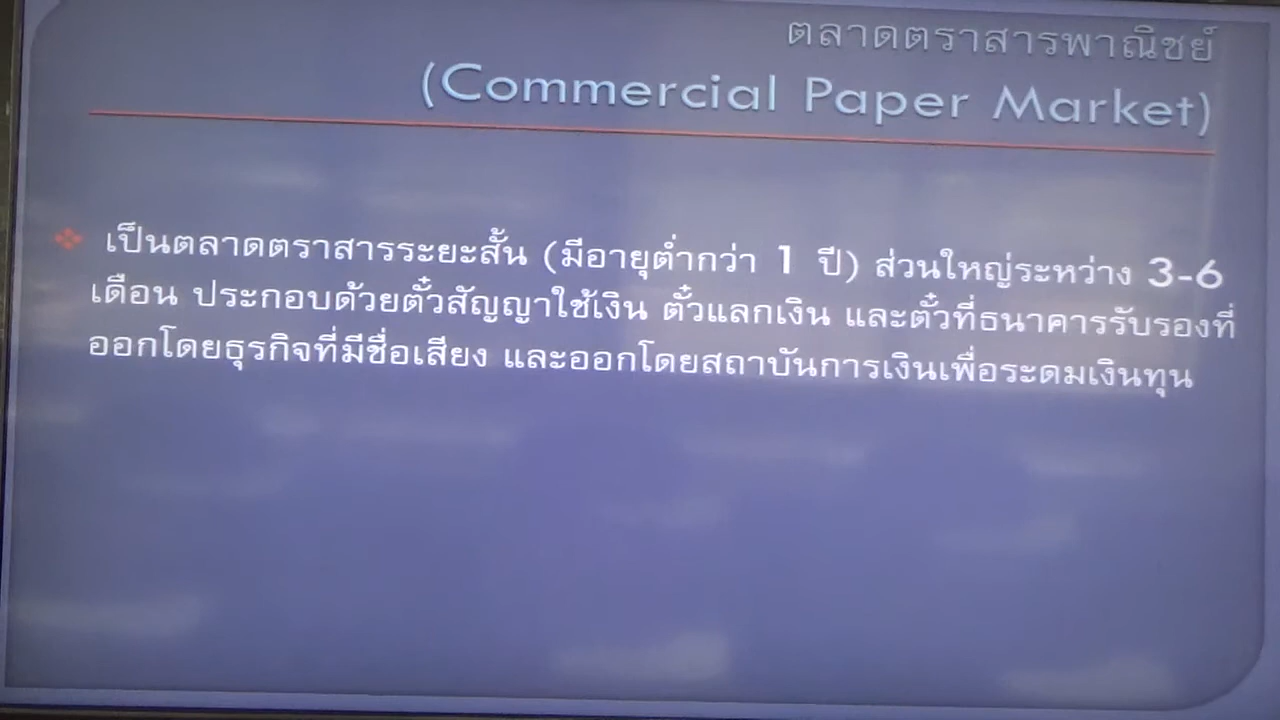 ตลาดตราสารพาณิชย์
(Commercial Paper Market)
❖ เป็นตลาดตราสารระยะสั้น (มีอายุต่ำกว่า 1 ปี) ส่วนใหญ่ระหว่าง 3-6
เดือน ประกอบด้วยตั๋วสัญญาใช้เงิน ตั๋วแลกเงิน และตั๋วที่ธนาคารรับรองที่
ออกโดยธุรกิจที่มีชื่อเสียง และออกโดยสถาบันการเงินเพื่อระดมเงินทุน